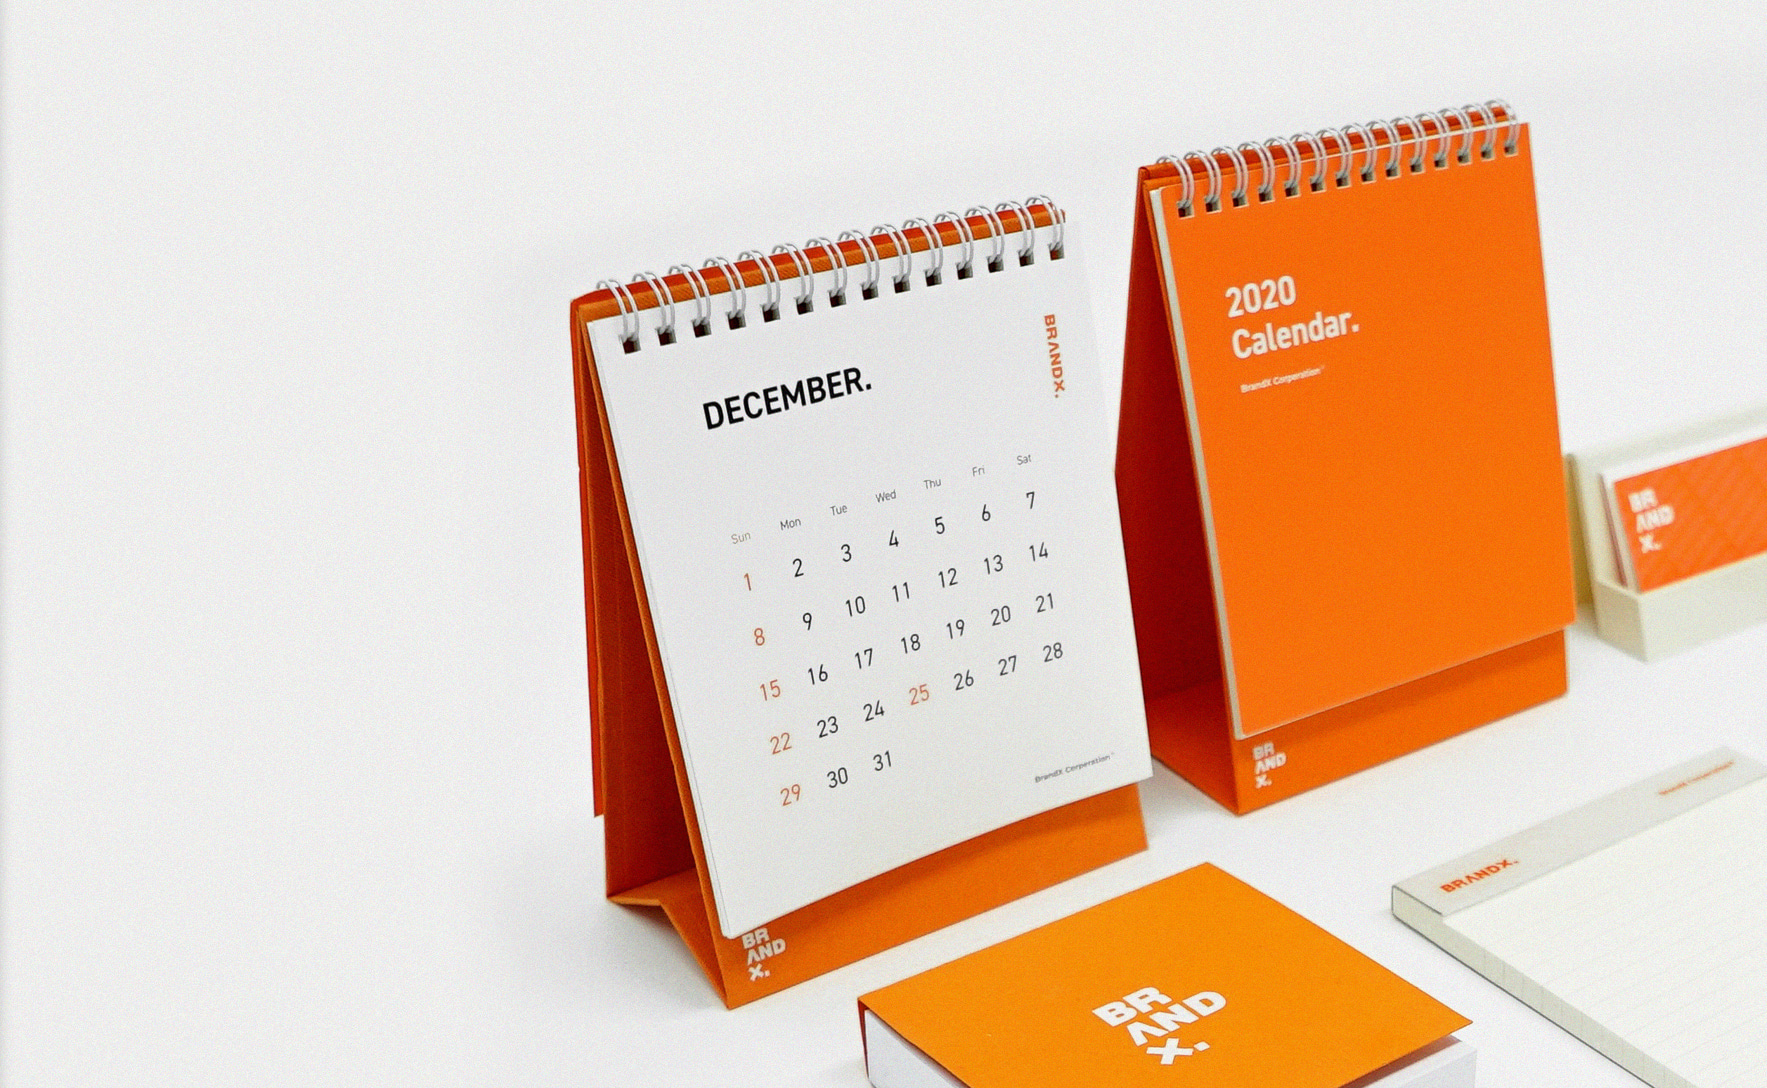 BRANDX.
DECEMBER.
Sun Mon Tue Wed Thu Fri Sat
1 2 3 4 5 6 7
8 9 10 11 12 13 14
15 16 17 18 19 20 21
22 23 24 25 26 27 28
29 30 31
BrandX Corperation
BR
AND
X.
2020
Calendar.
BrandX Corperation
BR
AND
X.
BR
AND
X.
BRANDX.
BR
AND
X.